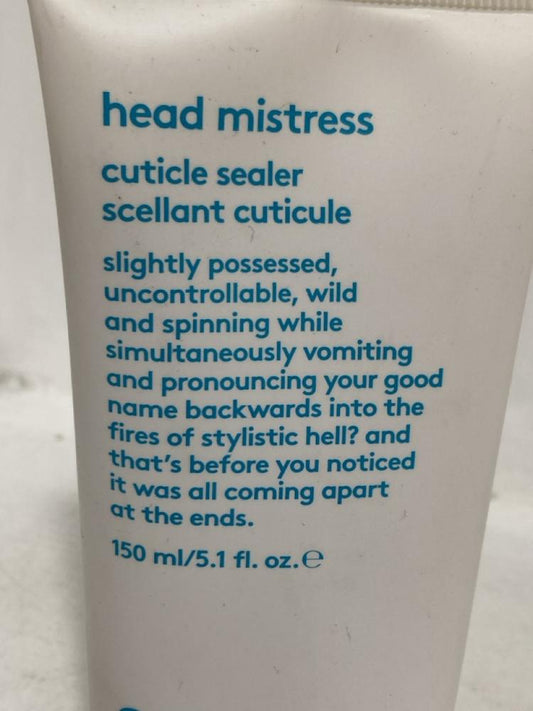 head mistress
cuticle sealer
scellant cuticule
slightly possessed,
uncontrollable, wild
and spinning while
simultaneously vomiting
and pronouncing your good
name backwards into the
fires of stylistic hell? and
that's before you noticed
it was all coming apart
at the ends.
150 ml/5.1 fl. oz.℮